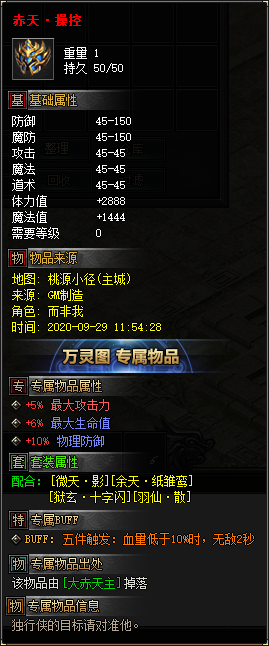 赤天·操控
重量 1
持久 50/50
基 基础属性
防御 45-150
魔防 45-150
攻击 45-45
魔法 45-45
道术 45-45
体力值 +2888
魔法值 +1444
需要等级 0
物 物品来源
地图: 桃源小径(主城)
来源: GM制造
角色: 而非我
时间: 2020-09-29 11:54:28
万灵图 专属物品
专 专属物品属性
+5% 最大攻击力
+6% 最大生命值
+10% 物理防御
套 套装属性
配合: [微天·影][余天·纸雏鸾]
[狱玄·十字闪][羽仙·散]
特 专属BUFF
BUFF: 五件触发: 血量低于10%时, 无敌2秒
物 专属物品出处
该物品由 [大赤天主] 掉落
物 专属物品信息
独行侠的目标请对准他。